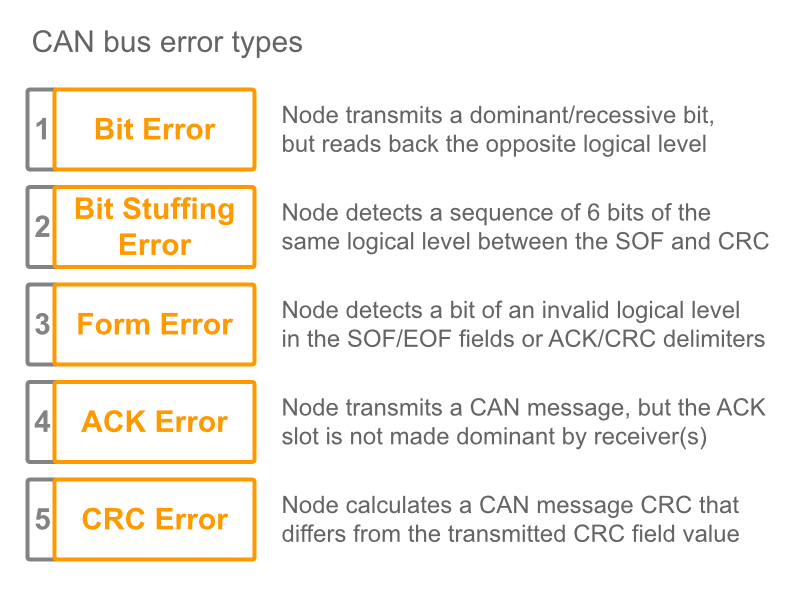 CAN bus error types
1
Bit Error
Node transmits a dominant/recessive bit,
but reads back the opposite logical level
2
Bit Stuffing
Error
Node detects a sequence of 6 bits of the
same logical level between the SOF and CRC
3
Form Error
Node detects a bit of an invalid logical level
in the SOF/EOF fields or ACK/CRC delimiters
4
ACK Error
Node transmits a CAN message, but the ACK
slot is not made dominant by receiver(s)
5
CRC Error
Node calculates a CAN message CRC that
differs from the transmitted CRC field value